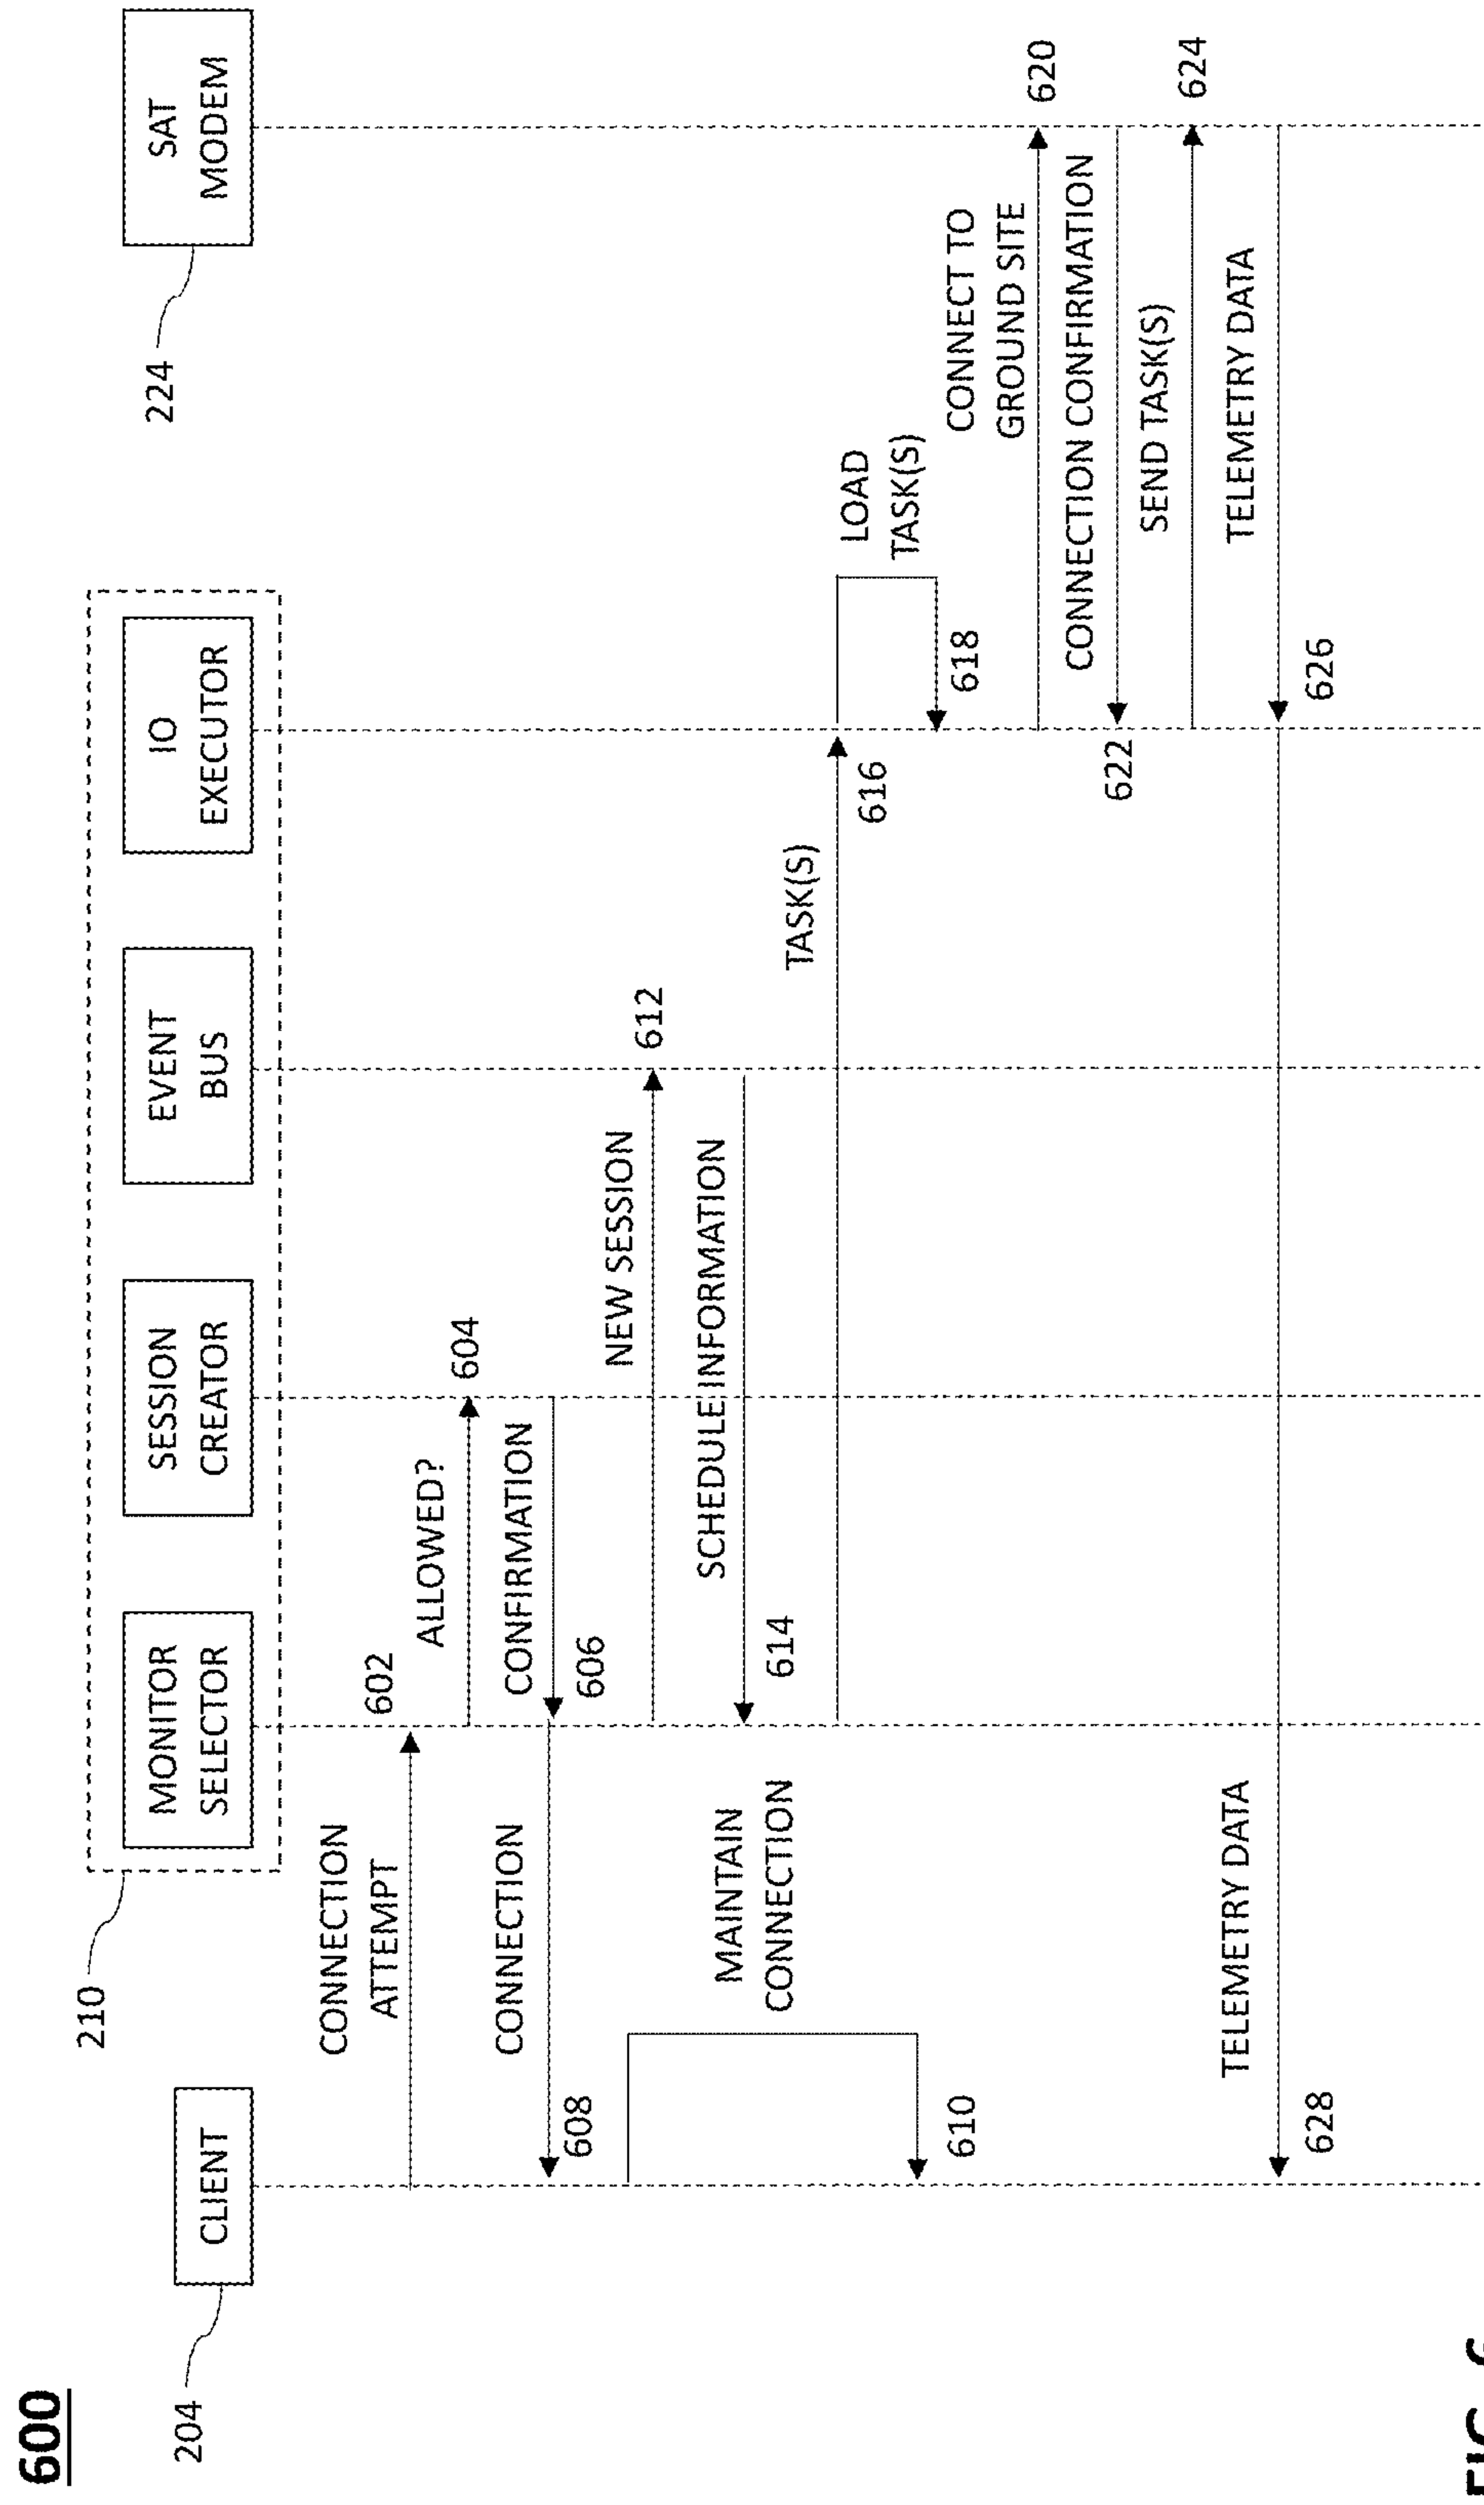 600
204
CLIENT
210
MONITOR
SELECTOR
SESSION
CREATOR
EVENT
BUS
IO
EXECUTOR
224
SAT
MODEM
CONNECTION
ATTEMPT
602
ALLOWED?
604
CONNECTION
608
CONFIRMATION
606
NEW SESSION
612
MAINTAIN
CONNECTION
610
SCHEDULE INFORMATION
614
TASK(S)
616
LOAD
TASK(S)
618
CONNECT TO
GROUND SITE
620
CONNECTION CONFIRMATION
622
SEND TASK(S)
624
TELEMETRY DATA
626
TELEMETRY DATA
628